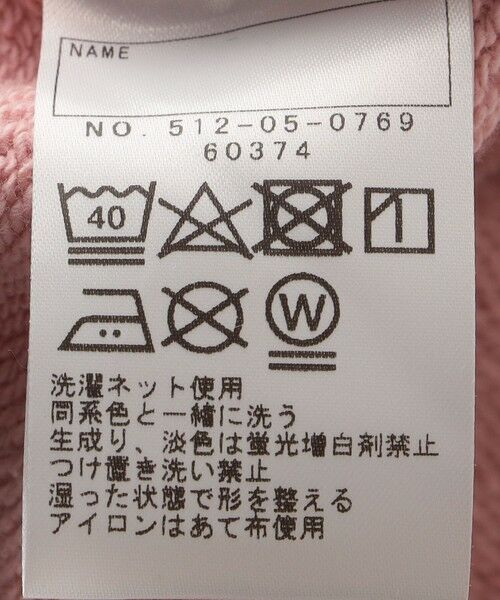 NAME
NO. 512-05-0769
60374
40
W
洗濯ネット使用
同系色と一緒に洗う
生成り、淡色は蛍光増白剤禁止
つけ置き洗い禁止
湿った状態で形を整える
アイロンはあて布使用